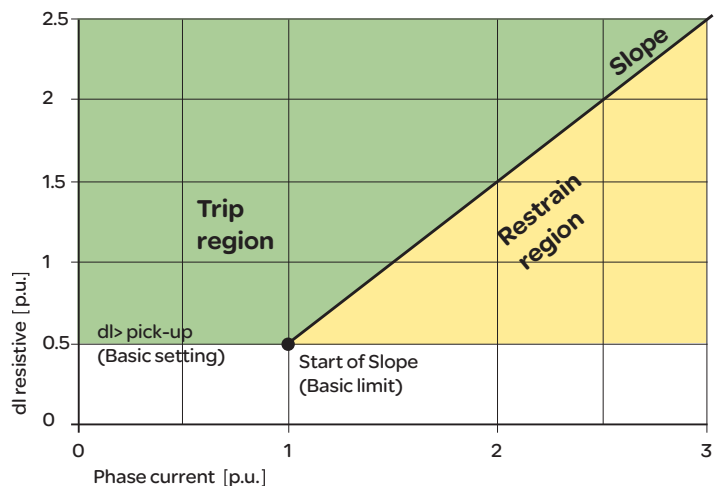 2.5
2
1.5
1
0.5
0
dI resistive [p.u.]
Slope
Trip
region
Restrain
region
dI> pick-up
(Basic setting)
Start of Slope
(Basic limit)
0
1
2
3
Phase current [p.u.]